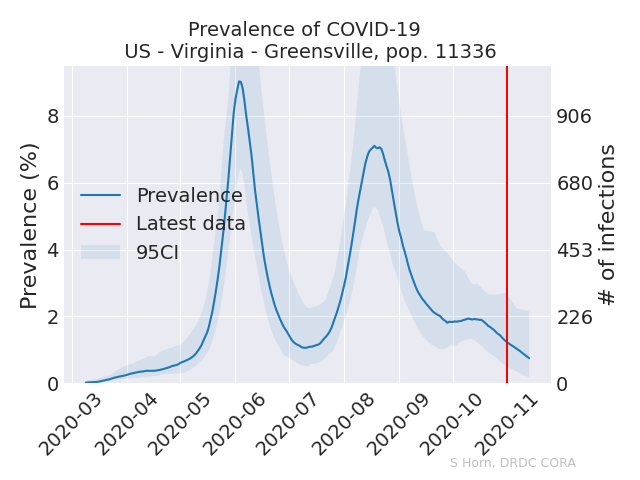 Prevalence of COVID-19
US - Virginia - Greensville, pop. 11336
Prevalence (%)
8
6
4
2
0
906
680
453
226
0
# of infections
Prevalence
Latest data
95CI
2020-03
2020-04
2020-05
2020-06
2020-07
2020-08
2020-09
2020-10
2020-11
S Horn, DRDC CORA